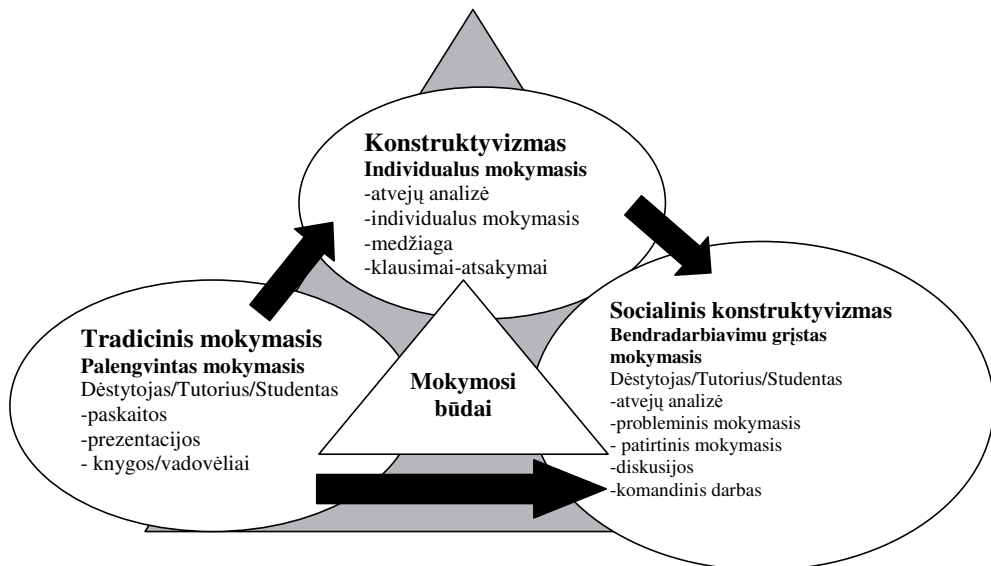 Konstruktyvizmas
Individualus mokymasis
-atvejų analizė
-individualus mokymasis
-medžiaga
-klausimai-atsakymai
Tradicinis mokymasis
Palengvintas mokymasis
Dėstytojas/Tutorius/Studentas
-paskaitos
-prezentacijos
- knygos/vadovėliai
Mokymosi
būdai
Socialinis konstruktyvizmas
Bendradarbiavimu grįstas
mokymasis
Dėstytojas/Tutorius/Studentas
-atvejų analizė
-probleminis mokymasis
- patirtinis mokymasis
-diskusijos
-komandinis darbas